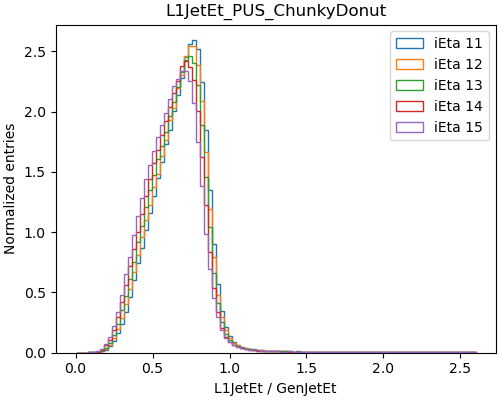 L1JetEt_PUS_ChunkyDonut
iEta 11
iEta 12
iEta 13
iEta 14
iEta 15
Normalized entries
2.5
2.0
1.5
1.0
0.5
0.0
0.0 0.5 1.0 1.5 2.0 2.5
L1JetEt / GenJetEt